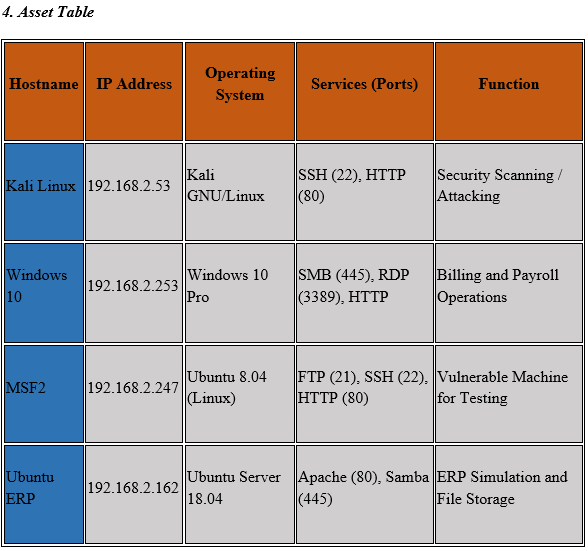 4. Asset Table
Hostname
IP Address
Operating
System
Services (Ports)
Function
Kali Linux
192.168.2.53
Kali
GNU/Linux
SSH (22), HTTP
(80)
Security Scanning /
Attacking
Windows
10
192.168.2.253
Windows 10
Pro
SMB (445), RDP
(3389), HTTP
Billing and Payroll
Operations
MSF2
192.168.2.247
Ubuntu 8.04
(Linux)
FTP (21), SSH (22),
HTTP (80)
Vulnerable Machine
for Testing
Ubuntu
ERP
192.168.2.162
Ubuntu Server
18.04
Apache (80), Samba
(445)
ERP Simulation and
File Storage